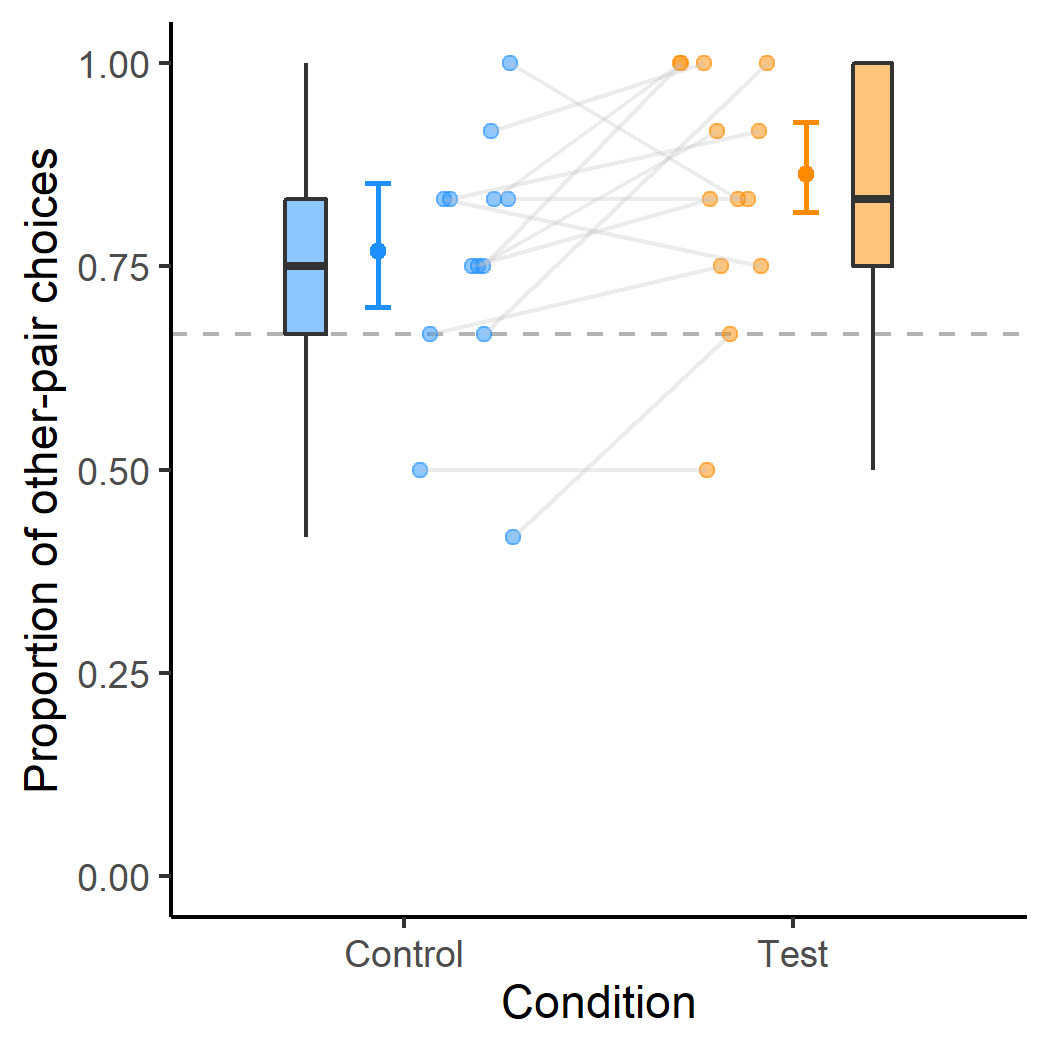 Proportion of other-pair choices
1.00
0.75
0.50
0.25
0.00
Control
Test
Condition